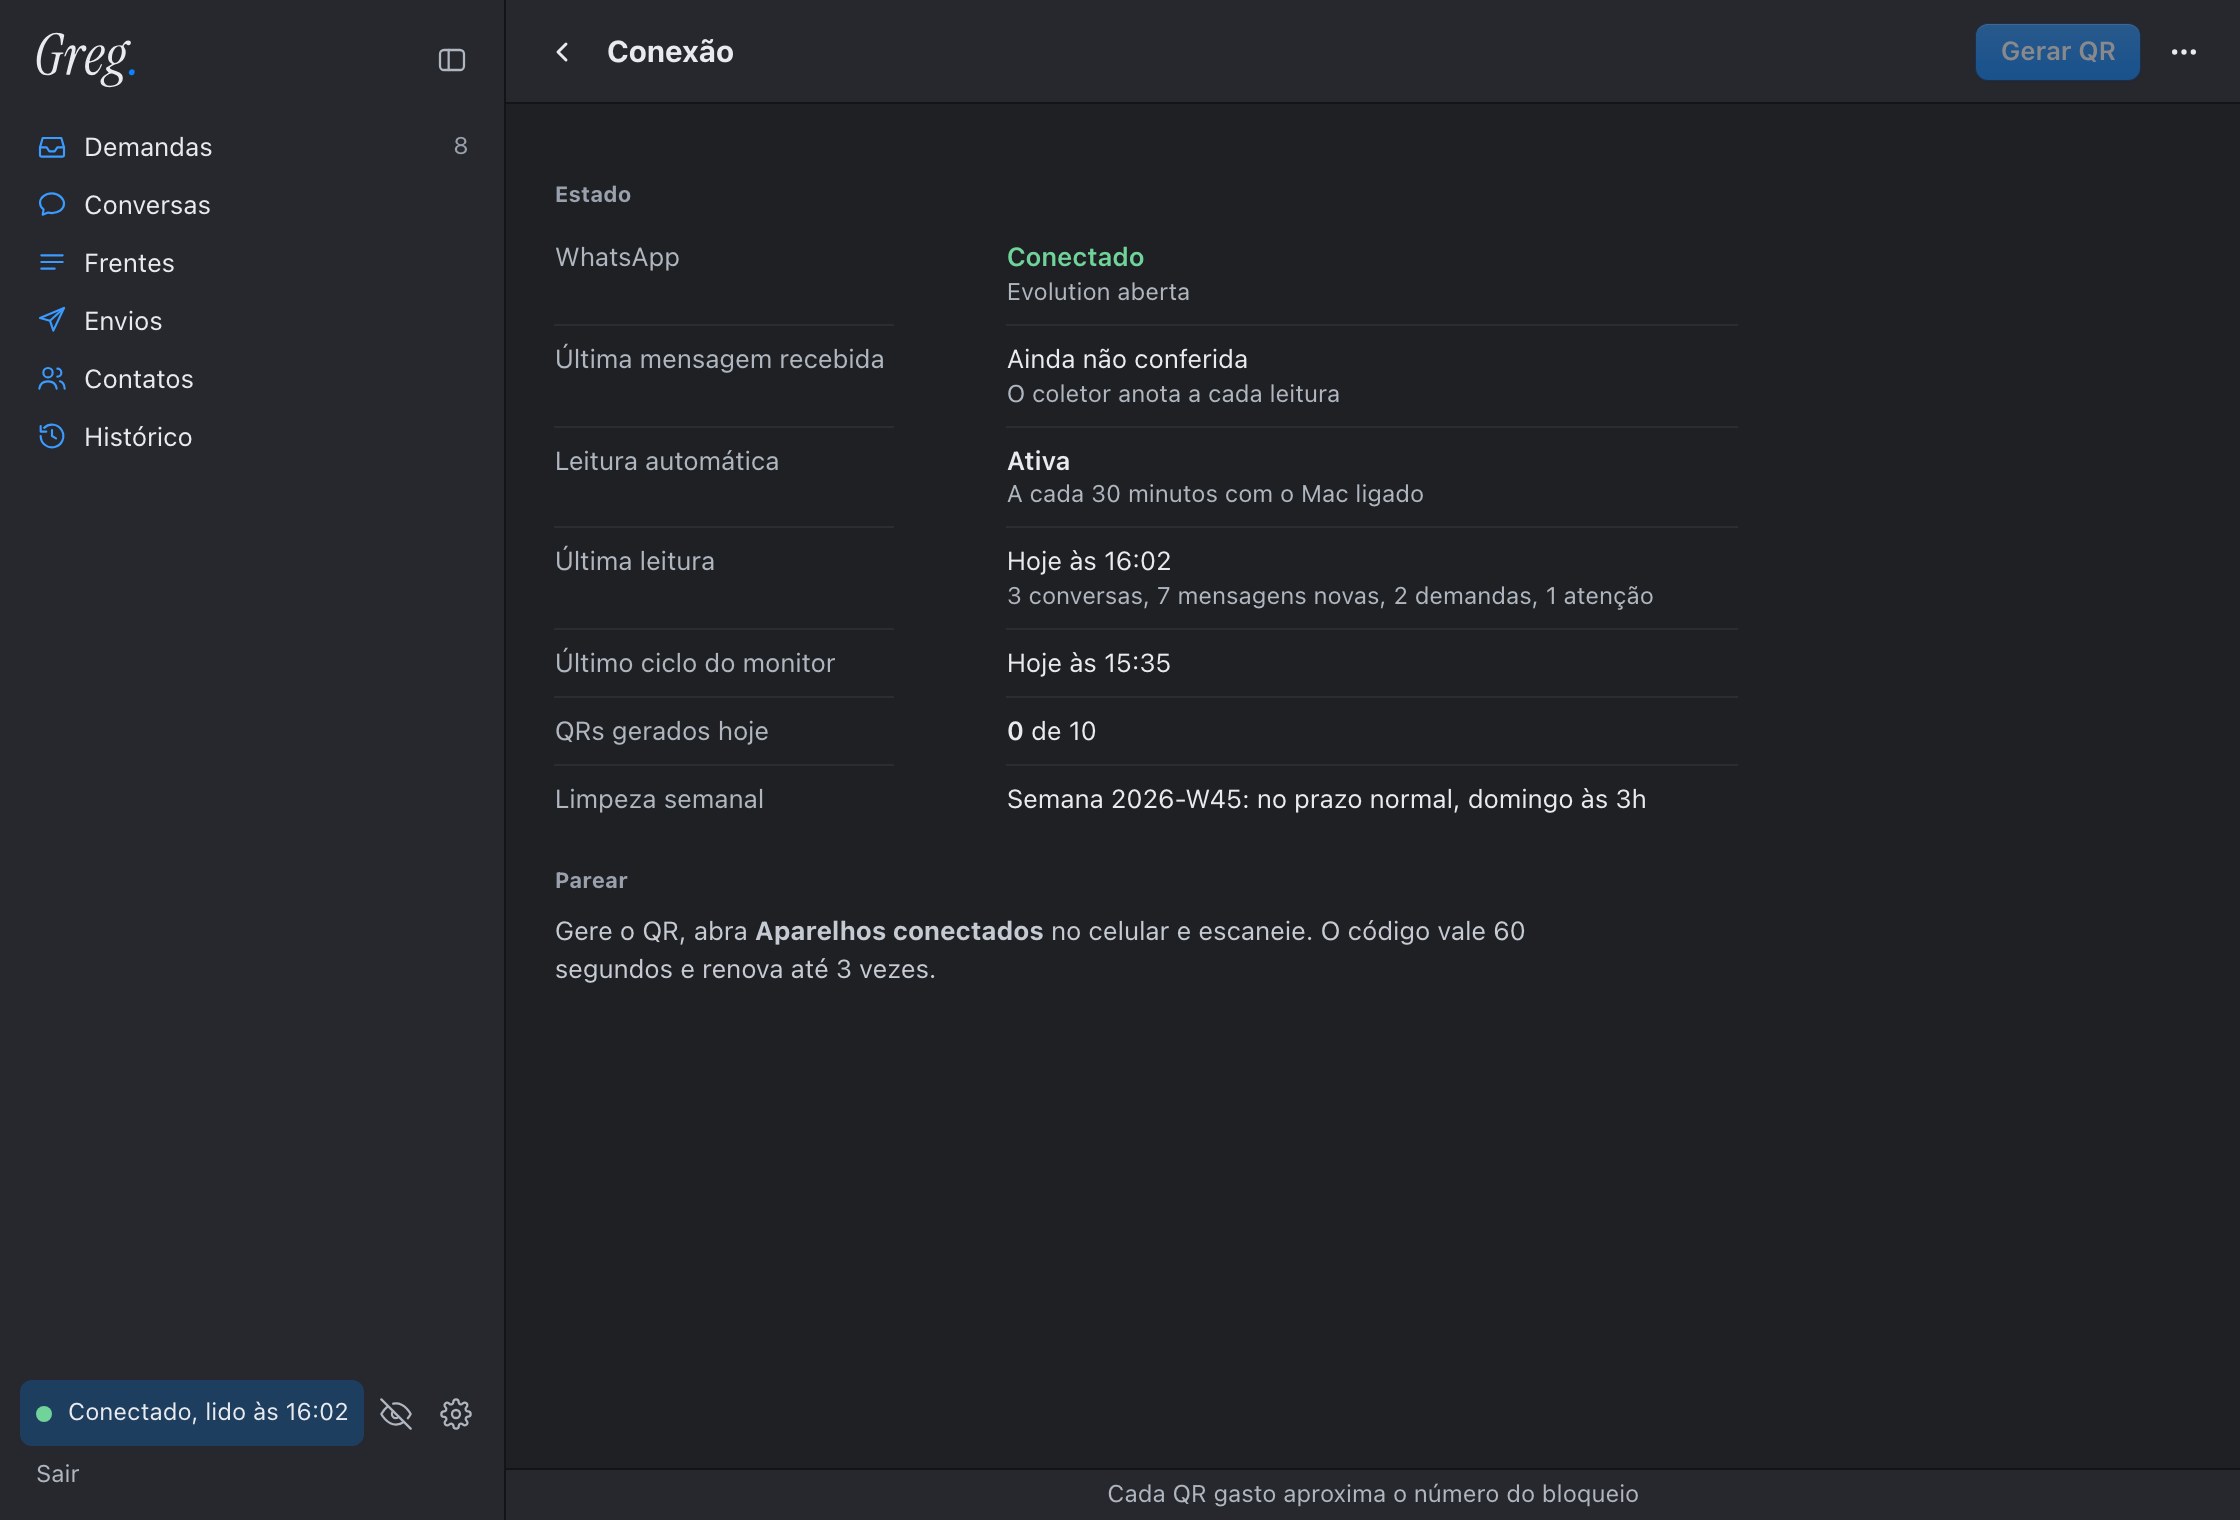 Greg.
Demandas 8
Conversas
Frentes
Envios
Contatos
Histórico
Conectado, lido às 16:02
Sair
Conexão
Gerar QR
Estado
WhatsApp
Conectado
Evolution aberta
Última mensagem recebida
Ainda não conferida
O coletor anota a cada leitura
Leitura automática
Ativa
A cada 30 minutos com o Mac ligado
Última leitura
Hoje às 16:02
3 conversas, 7 mensagens novas, 2 demandas, 1 atenção
Último ciclo do monitor
Hoje às 15:35
QRs gerados hoje
0 de 10
Limpeza semanal
Semana 2026-W45: no prazo normal, domingo às 3h
Parear
Gere o QR, abra Aparelhos conectados no celular e escaneie. O código vale 60
segundos e renova até 3 vezes.
Cada QR gasto aproxima o número do bloqueio